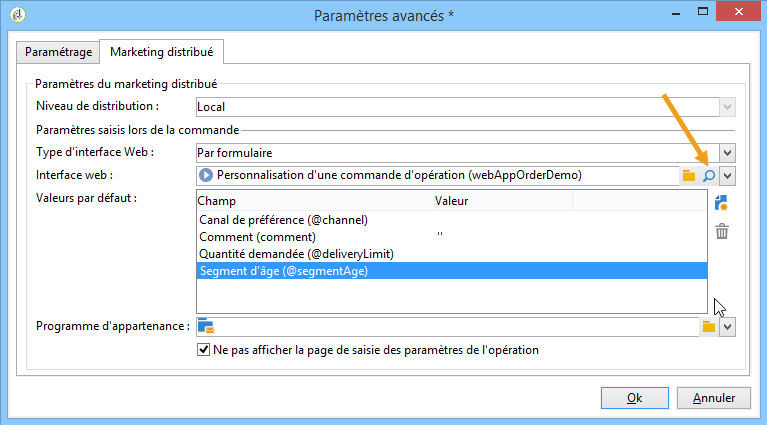 Paramètres avancés *
Paramétrage Marketing distribué
Paramètres du marketing distribué
Niveau de distribution : Local
Paramètres saisis lors de la commande
Type d'interface Web : Par formulaire
Interface web : Personnalisation d'une commande d'opération (webAppOrderDemo)
Valeurs par défaut : Champ Valeur
Canal de préférence (@channel)
Comment (comment) ''
Quantité demandée (@deliveryLimit)
Segment d'âge (@segmentAge)
Programme d'appartenance :
Ne pas afficher la page de saisie des paramètres de l'opération
Ok Annuler